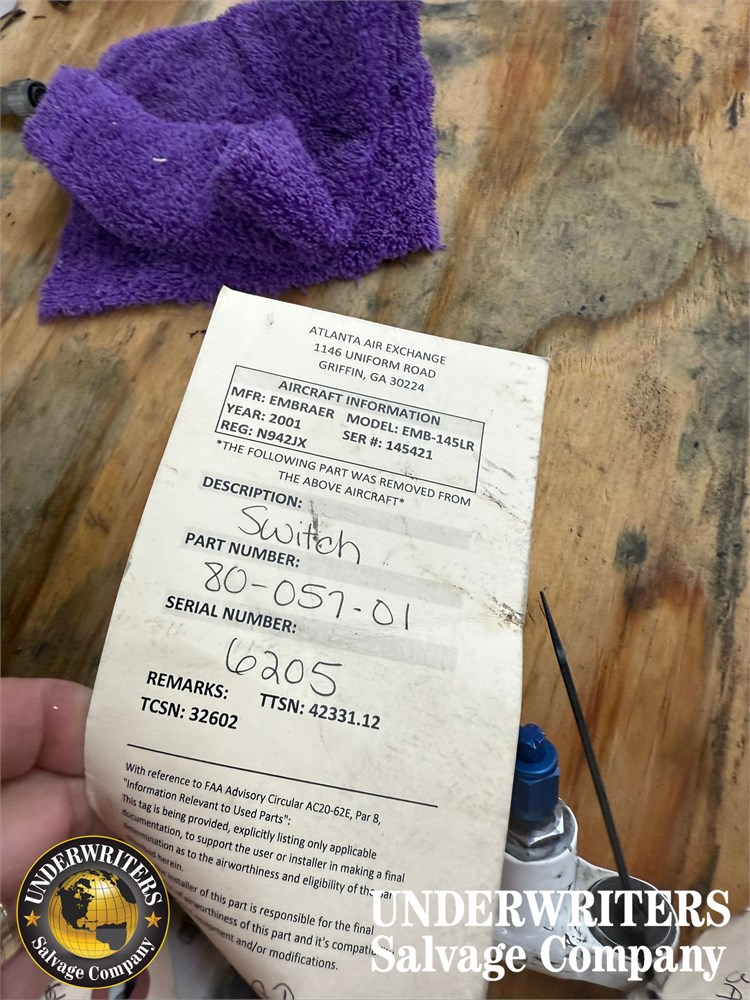 ATLANTA AIR EXCHANGE
1146 UNIFORM ROAD
GRIFFIN, GA 30224
AIRCRAFT INFORMATION
MFR: EMBRAER MODEL: EMB-145LR
YEAR: 2001 SER #: 145421
REG: N942JX
*THE FOLLOWING PART WAS REMOVED FROM
THE ABOVE AIRCRAFT*
DESCRIPTION:
Switch
PART NUMBER:
80-057-01
SERIAL NUMBER:
6205
REMARKS: TTSN: 42331.12
TCSN: 32602
With reference to FAA Advisory Circular AC20-62E, Par 8,
"Information Relevant to Used Parts":
This tag is being provided, explicitly listing only applicable
documentation, to support the user or installer in making a final
determination as to the airworthiness and eligibility of the
herein.
installer of this part is responsible for the final
airworthiness of this part and it's
and/or modifications.
UNDERWRITERS
Salvage Company
UNDERWRITERS
Salvage Company